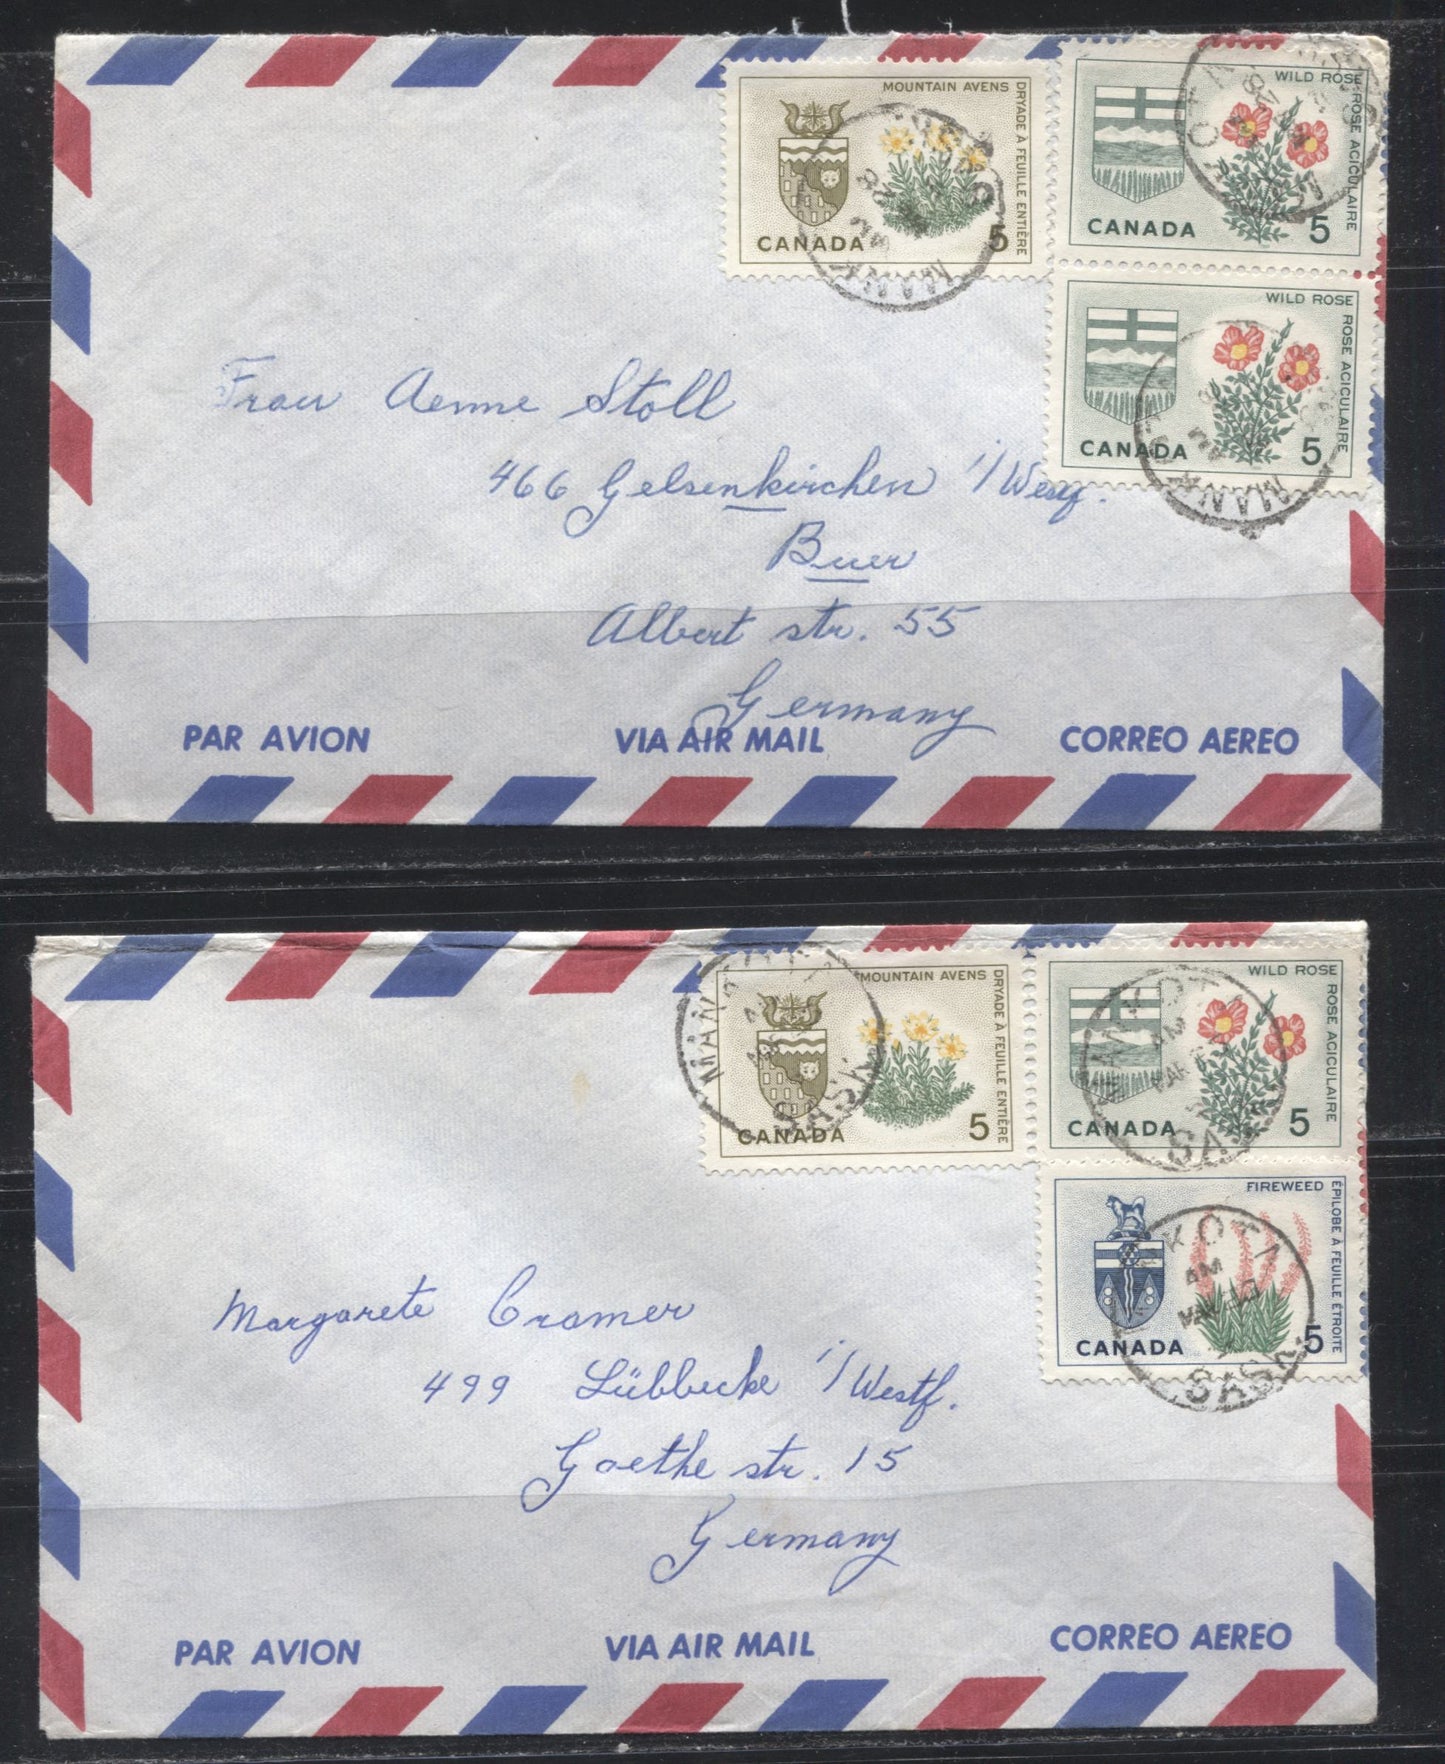 MOUNTAIN AVENS
DRYADE À FEUILLE ENTIÈRE
CANADA 5
WILD ROSE
ROSE ACICULAIRE
CANADA 5
WILD ROSE
ROSE ACICULAIRE
CANADA 5
Frau Aenne Stoll
466 Gelsenkirchen i/Westf.
Buer
Albert str. 55
Germany
PAR AVION VIA AIR MAIL CORREO AEREO
MOUNTAIN AVENS
DRYADE À FEUILLE ENTIÈRE
CANADA 5
MANKOTA
SASK.
WILD ROSE
ROSE ACICULAIRE
CANADA 5
FIREWEED
ÉPILOBE À FEUILLE ÉTROITE
CANADA 5
SASK.
Margarete Cramer
499 Lübbecke i/Westf.
Goethe str. 15
Germany
PAR AVION VIA AIR MAIL CORREO AEREO